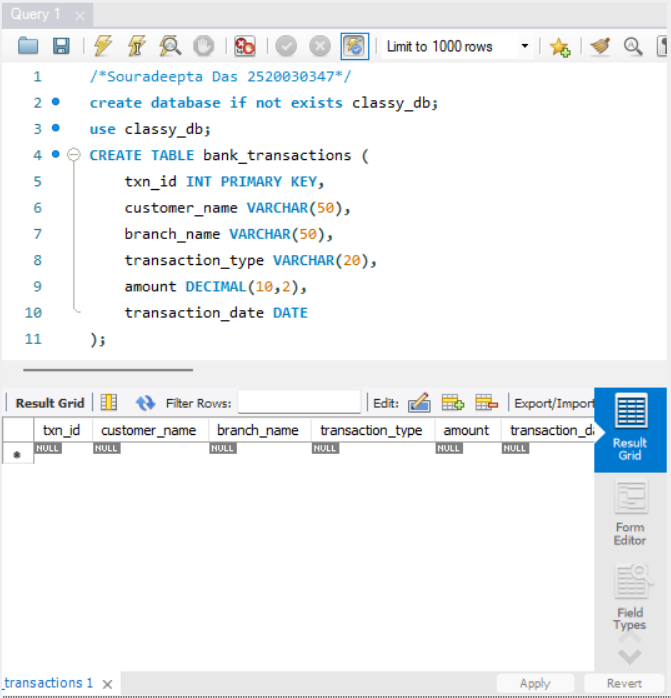 Query 1
Limit to 1000 rows
1 /*Souradeepta Das 2520030347*/
2 create database if not exists classy_db;
3 use classy_db;
4 CREATE TABLE bank_transactions (
5 txn_id INT PRIMARY KEY,
6 customer_name VARCHAR(50),
7 branch_name VARCHAR(50),
8 transaction_type VARCHAR(20),
9 amount DECIMAL(10,2),
10 transaction_date DATE
11 );
Result Grid Filter Rows: Edit: Export/Import
txn_id customer_name branch_name transaction_type amount transaction_da
NULL NULL NULL NULL NULL NULL
Result
Grid
Form
Editor
Field
Types
_transactions 1 Apply Revert